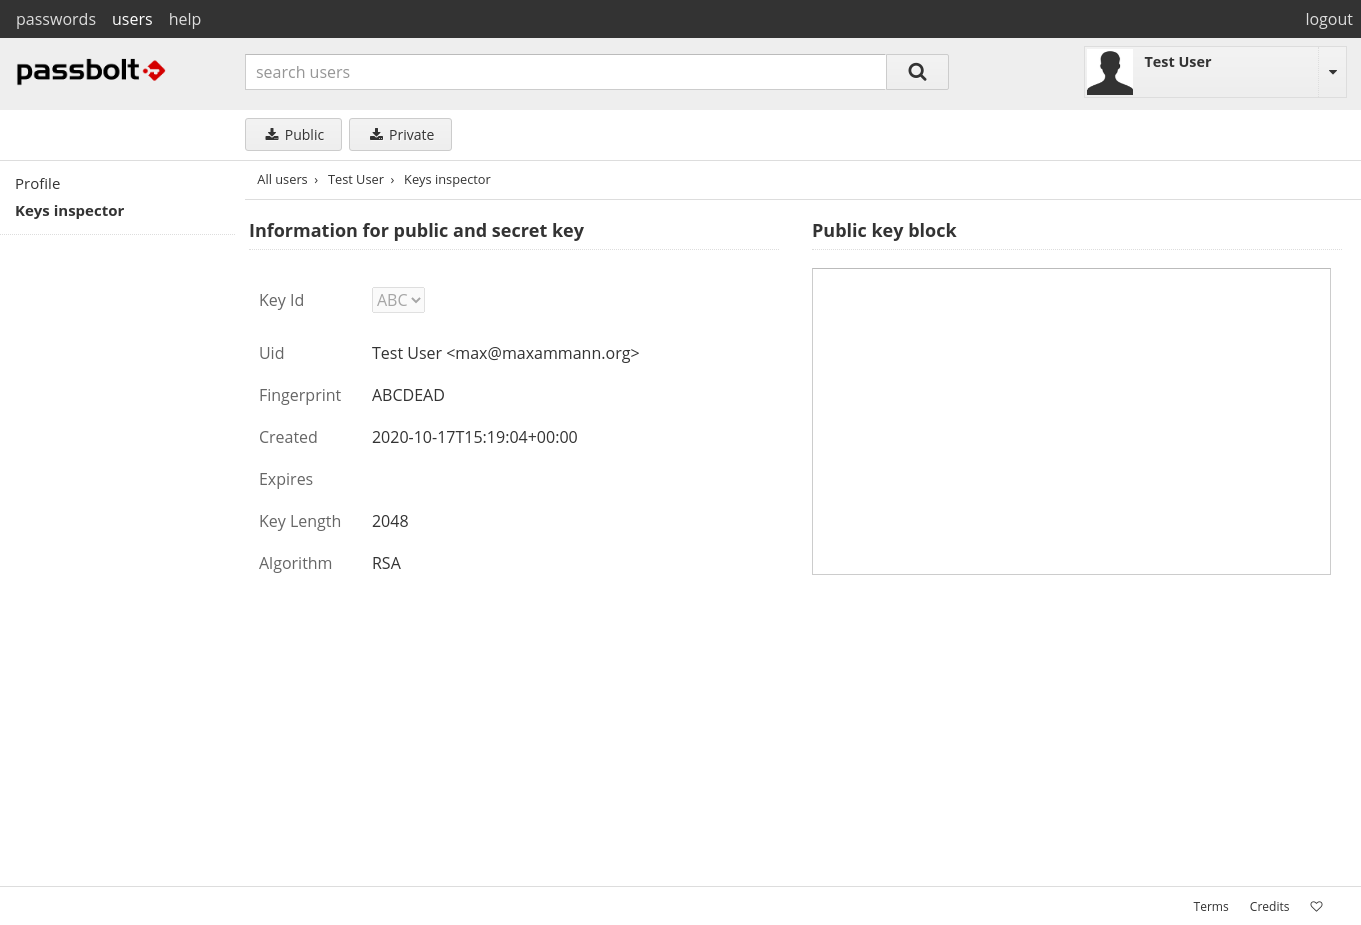 passwords users help logout
passbolt search users Test User
Public Private
Profile
Keys inspector
All users › Test User › Keys inspector
Information for public and secret key
Key Id ABC
Uid Test User <max@maxammann.org>
Fingerprint ABCDEAD
Created 2020-10-17T15:19:04+00:00
Expires
Key Length 2048
Algorithm RSA
Public key block
Terms Credits